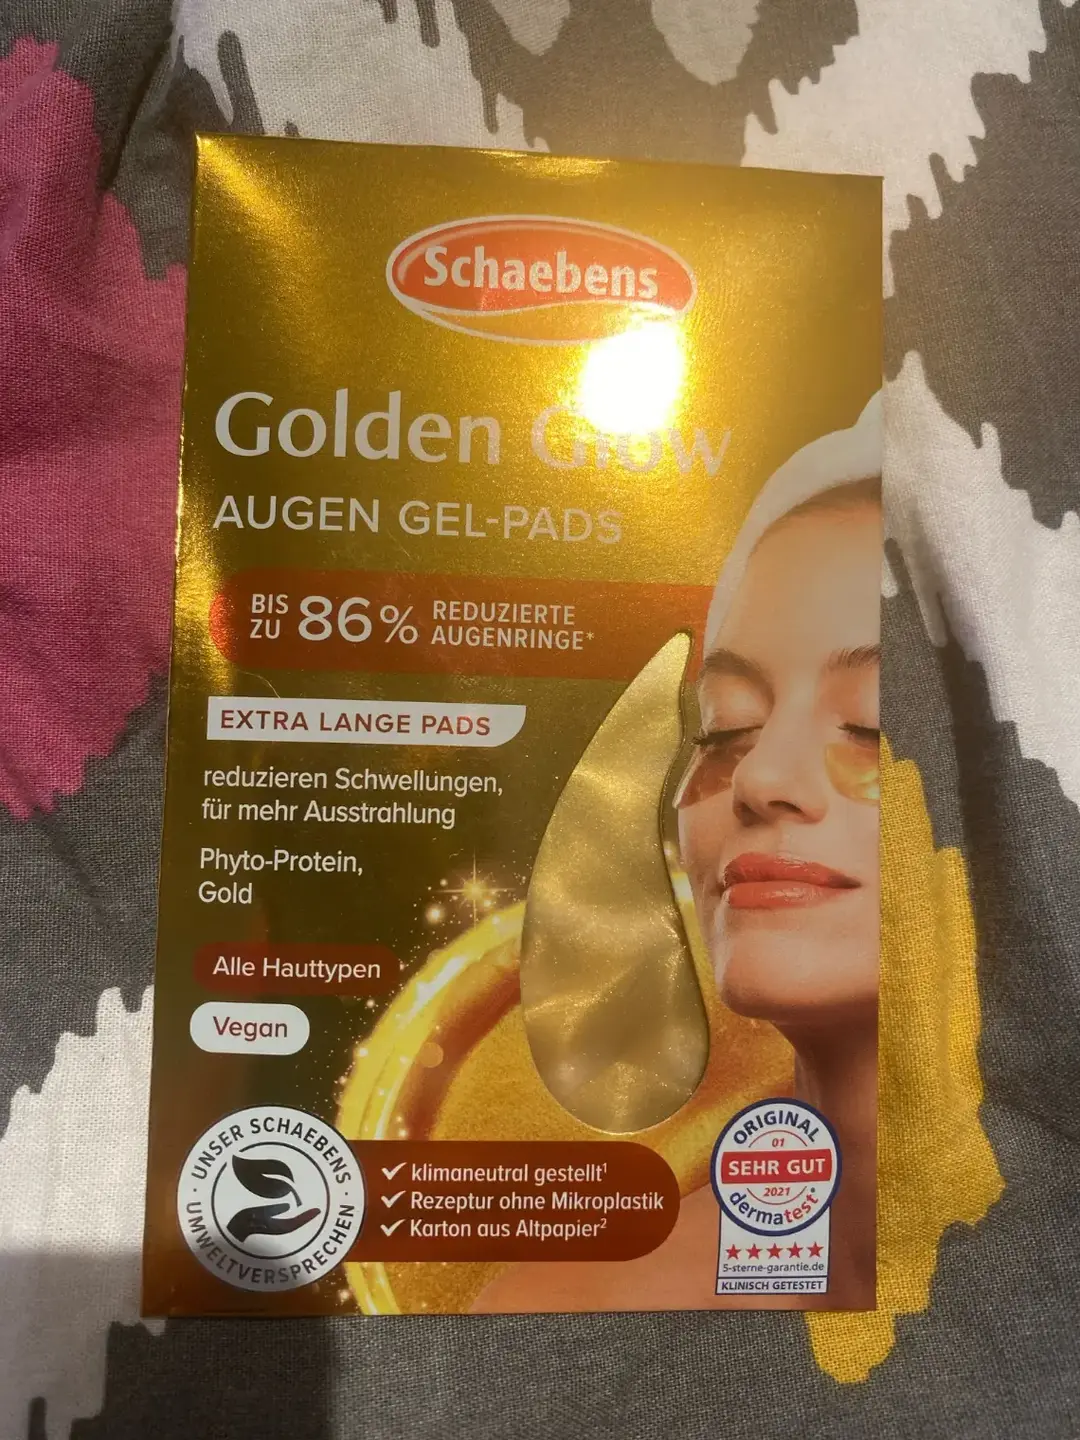 Schaebens
Golden Glow
AUGEN GEL-PADS
BIS ZU 86% REDUZIERTE
AUGENRINGE*
EXTRA LANGE PADS
reduzieren Schwellungen,
für mehr Ausstrahlung
Phyto-Protein,
Gold
Alle Hauttypen
Vegan
UNSER SCHAEBENS · UMWELTVERSPRECHEN ·
klimaneutral gestellt¹
Rezeptur ohne Mikroplastik
Karton aus Altpapier²
ORIGINAL
01
SEHR GUT
2021
dermatest®
5-sterne-garantie.de
KLINISCH GETESTET